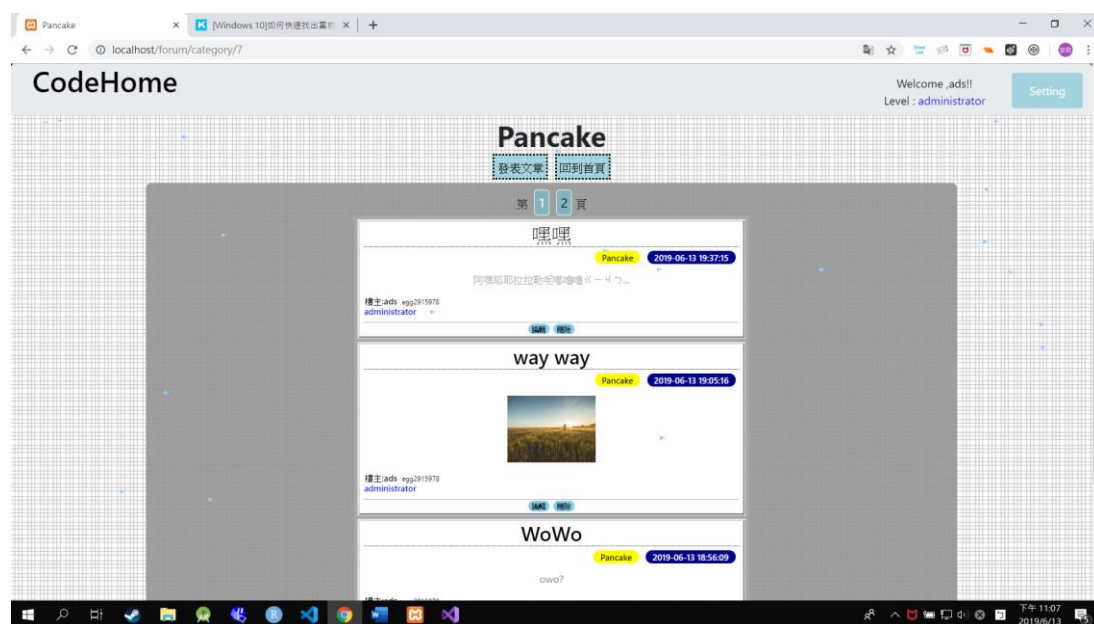 Pancake
[Windows 10]如何快速找出當前
localhost/forum/category/7
CodeHome
Welcome ,ads!!
Level : administrator
Setting
Pancake
發表文章 回到首頁
第 1 2 頁
嘿嘿
Pancake 2019-06-13 19:37:15
樓主:ads egg2915978
administrator
編輯 刪除
way way
Pancake 2019-06-13 19:05:16
樓主:ads egg2915978
administrator
編輯 刪除
WoWo
Pancake 2019-06-13 18:56:09
owo?
下午 11:07
2019/6/13